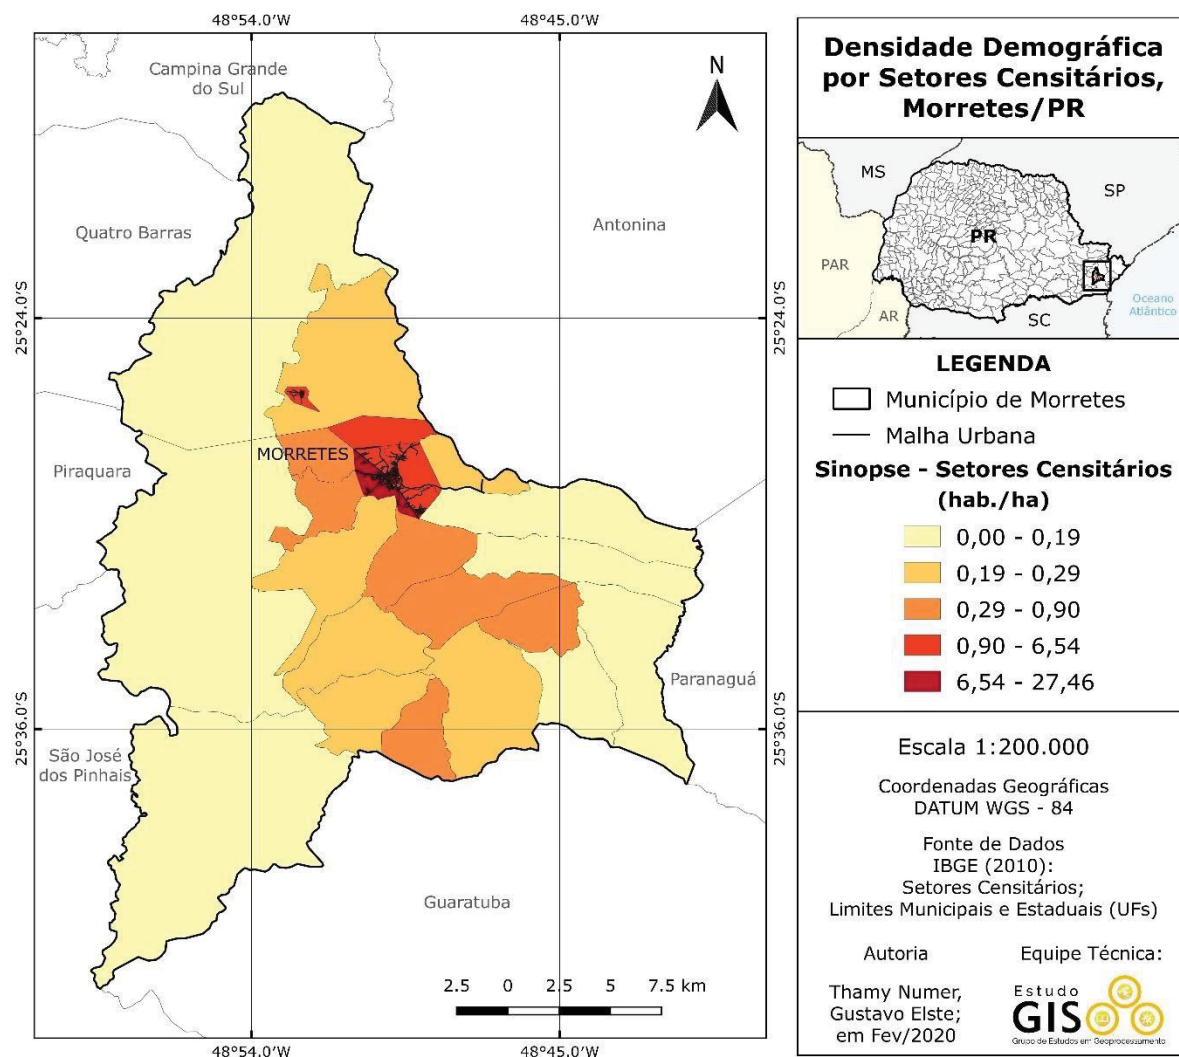 48°54.0'W
48°45.0'W
Campina Grande
do Sul
N
Quatro Barras
Antonina
25°24.0'S
25°24.0'S
MORRETES
Piraquara
Paranaguá
25°36.0'S
25°36.0'S
São José
dos Pinhais
Guaratuba
2.5 0 2.5 5 7.5 km
48°54.0'W
48°45.0'W
Densidade Demográfica
por Setores Censitários,
Morretes/PR
MS
SP
PR
PAR
AR
SC
Oceano
Atlântico
LEGENDA
Município de Morretes
Malha Urbana
Sinopse - Setores Censitários
(hab./ha)
0,00 - 0,19
0,19 - 0,29
0,29 - 0,90
0,90 - 6,54
6,54 - 27,46
Escala 1:200.000
Coordenadas Geográficas
DATUM WGS - 84
Fonte de Dados
IBGE (2010):
Setores Censitários;
Limites Municipais e Estaduais (UFs)
Autoria
Thamy Numer,
Gustavo Elste;
em Fev/2020
Equipe Técnica:
Estudo
GIS
Grupo de Estudos em Geoprocessamento